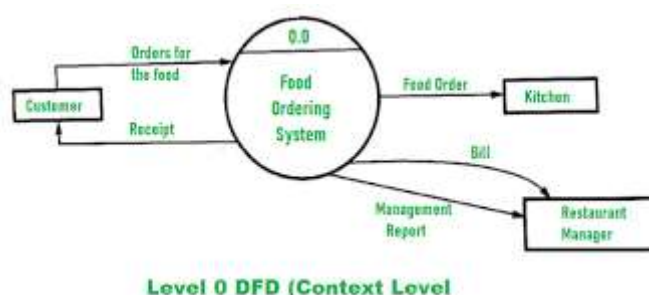 0.0
Orders for
the food
Food
Ordering
System
Customer
Food Order
Kitchen
Receipt
Bill
Management
Report
Restaurant
Manager
Level 0 DFD (Context Level